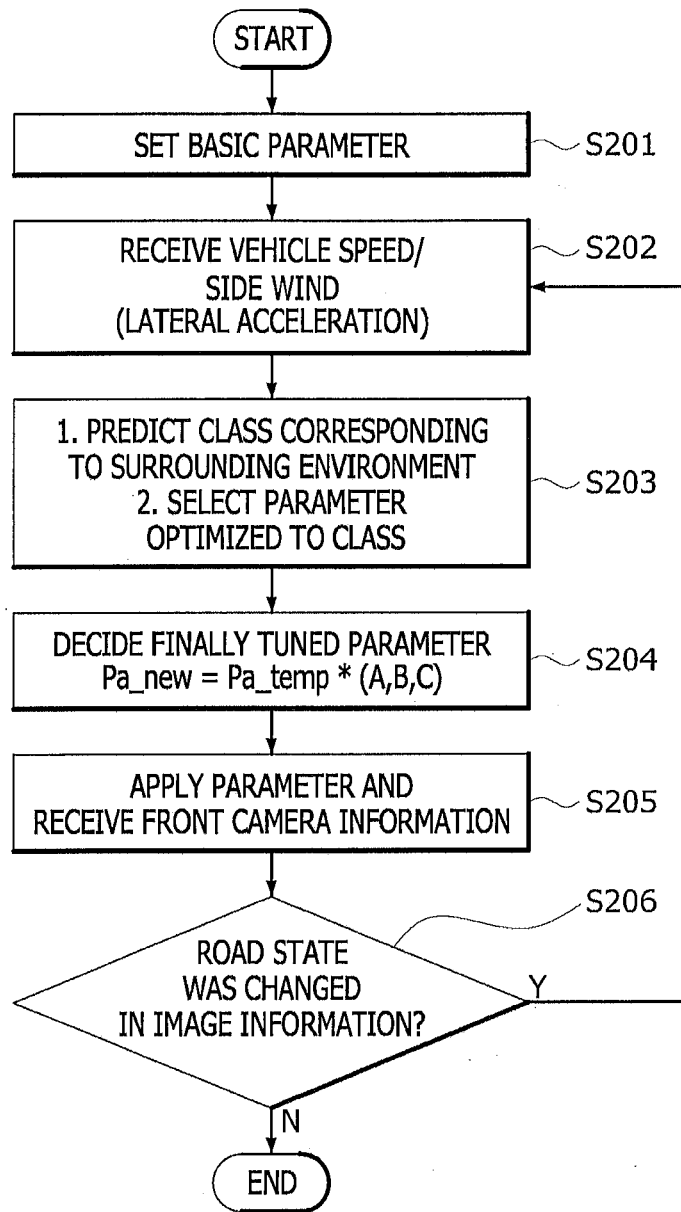 START
SET BASIC PARAMETER
S201
RECEIVE VEHICLE SPEED/
SIDE WIND
(LATERAL ACCELERATION)
S202
1. PREDICT CLASS CORRESPONDING
TO SURROUNDING ENVIRONMENT
2. SELECT PARAMETER
OPTIMIZED TO CLASS
S203
DECIDE FINALLY TUNED PARAMETER
Pa_new = Pa_temp * (A,B,C)
S204
APPLY PARAMETER AND
RECEIVE FRONT CAMERA INFORMATION
S205
S206
ROAD STATE
WAS CHANGED
IN IMAGE INFORMATION?
Y
N
END